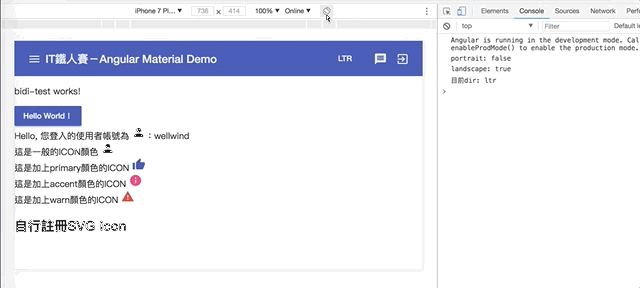 iPhone 7 Pl... ▼ 736 × 414 100% ▼ Online ▼
Elements Console Sources Network Perform
top ▼ Filter Default
IT鐵人賽－Angular Material Demo LTR
Angular is running in the development mode. Cal
enableProdMode() to enable the production mode.
portrait: false
landscape: true
目前dir: ltr
bidi-test works!
Hello World !
Hello, 您登入的使用者帳號為 ：wellwind
這是一般的ICON顏色
這是加上primary顏色的ICON
這是加上accent顏色的ICON
這是加上warn顏色的ICON
自行註冊SVG Icon